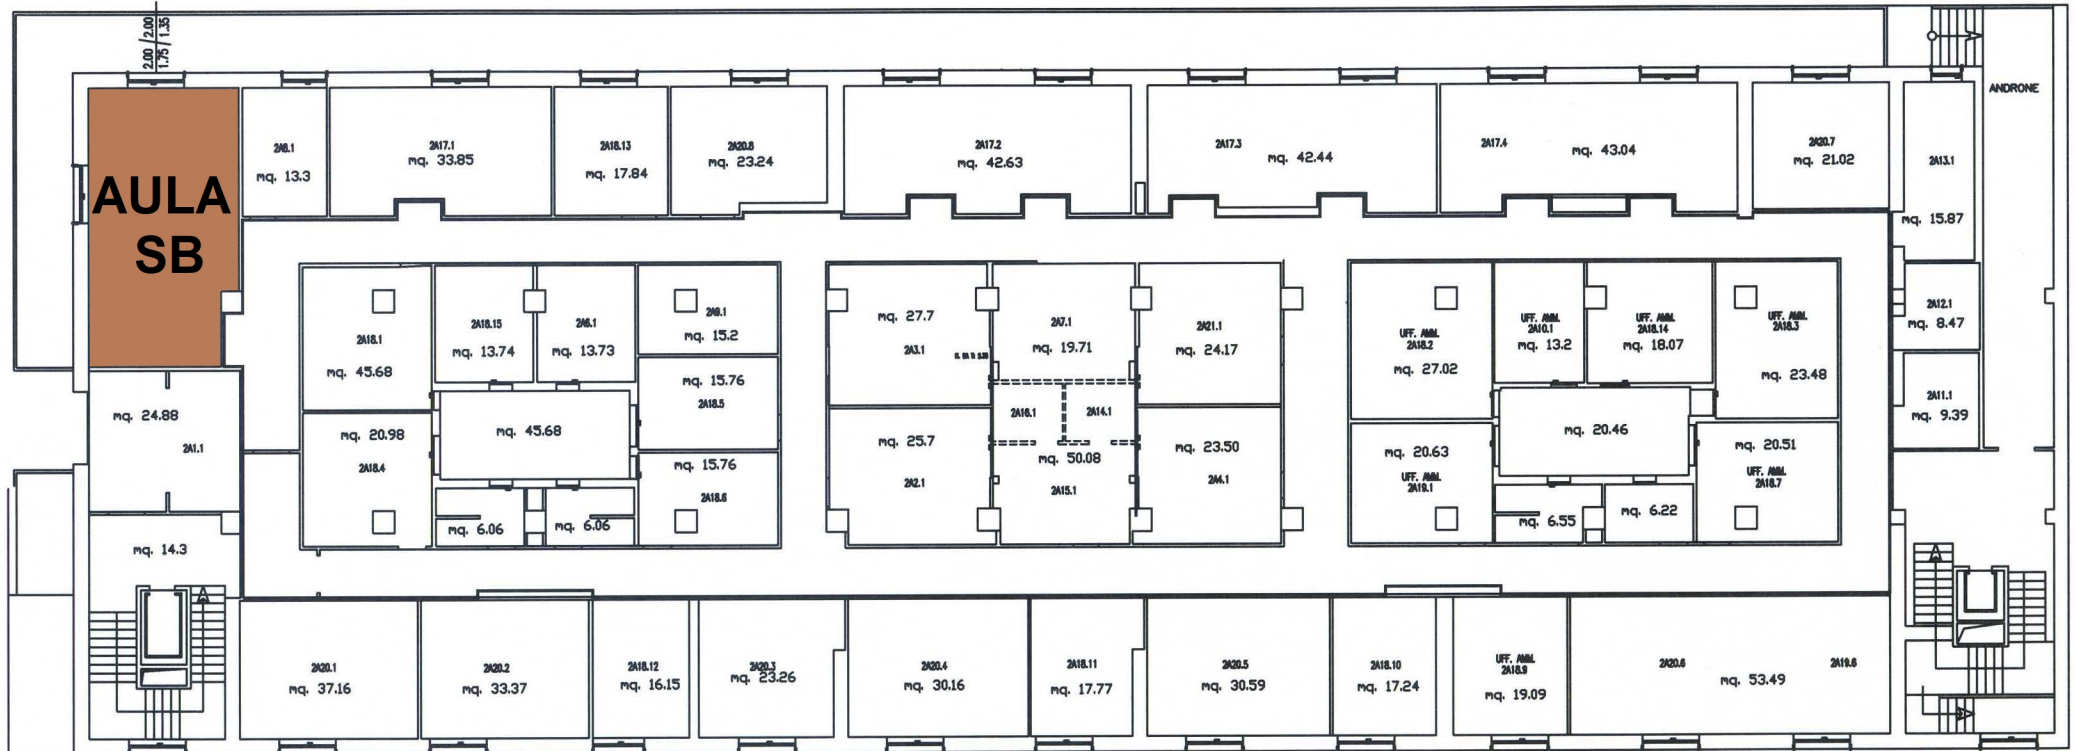 2.00 2.00
1.75 1.35
ANDRONE
AULA
SB
2A8.1
mq. 13.3
2A17.1
mq. 33.85
2A18.13
mq. 17.84
2A20.8
mq. 23.24
2A17.2
mq. 42.63
2A17.3
mq. 42.44
2A17.4
mq. 43.04
2A20.7
mq. 21.02
2A13.1
mq. 15.87
2A18.1
mq. 45.68
2A18.15
mq. 13.74
2A6.1
mq. 13.73
2A9.1
mq. 15.2
mq. 27.7
2A3.1
2A7.1
mq. 19.71
2A21.1
mq. 24.17
UFF. AMM.
2A18.2
mq. 27.02
UFF. AMM.
2A10.1
mq. 13.2
UFF. AMM.
2A18.14
mq. 18.07
UFF. AMM.
2A18.3
mq. 23.48
2A12.1
mq. 8.47
2A11.1
mq. 9.39
mq. 24.88
2A1.1
mq. 20.98
2A18.4
mq. 45.68
mq. 15.76
2A18.5
mq. 15.76
2A18.6
mq. 6.06
mq. 6.06
mq. 25.7
2A2.1
2A16.1
2A14.1
mq. 50.08
2A15.1
mq. 23.50
2A4.1
mq. 20.63
UFF. AMM.
2A19.1
mq. 20.46
mq. 20.51
UFF. AMM.
2A18.7
mq. 6.55
mq. 6.22
mq. 14.3
2A20.1
mq. 37.16
2A20.2
mq. 33.37
2A18.12
mq. 16.15
2A20.3
mq. 23.26
2A20.4
mq. 30.16
2A18.11
mq. 17.77
2A20.5
mq. 30.59
2A18.10
mq. 17.24
UFF. AMM.
2A18.9
mq. 19.09
2A20.6
2A19.6
mq. 53.49